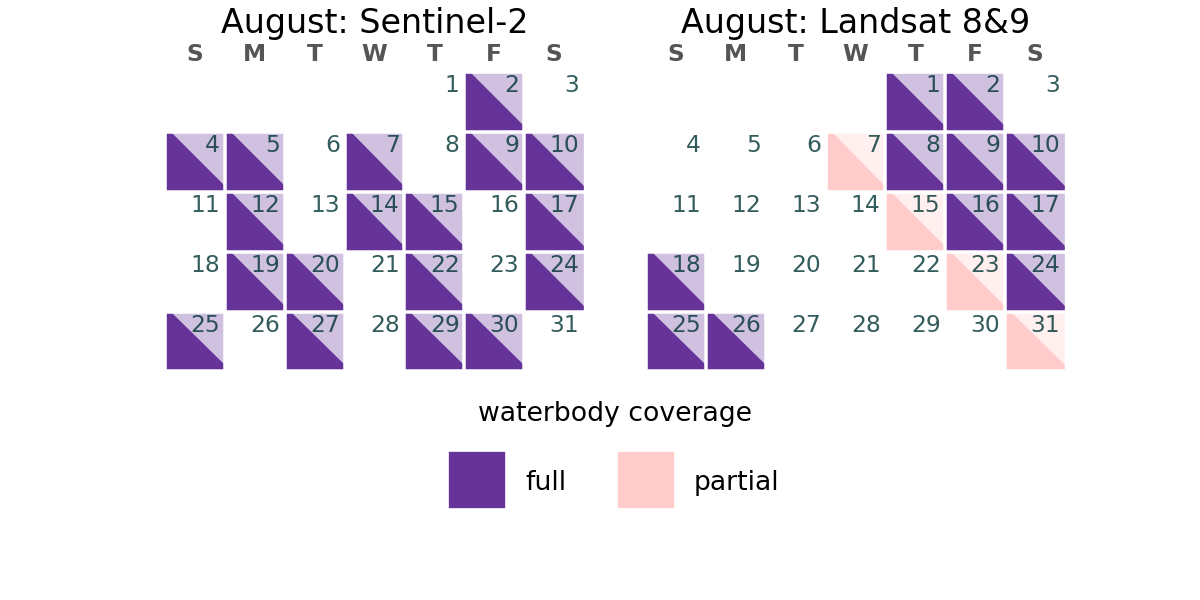 August: Sentinel-2
S M T W T F S
1 2 3
4 5 6 7 8 9 10
11 12 13 14 15 16 17
18 19 20 21 22 23 24
25 26 27 28 29 30 31
August: Landsat 8&9
S M T W T F S
1 2 3
4 5 6 7 8 9 10
11 12 13 14 15 16 17
18 19 20 21 22 23 24
25 26 27 28 29 30 31
waterbody coverage
full
partial